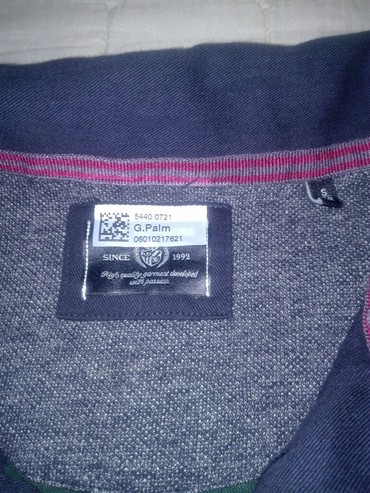 5440 0721
G.Palm
06010217621
SINCE 1992
High quality garment developed
with passion.
S